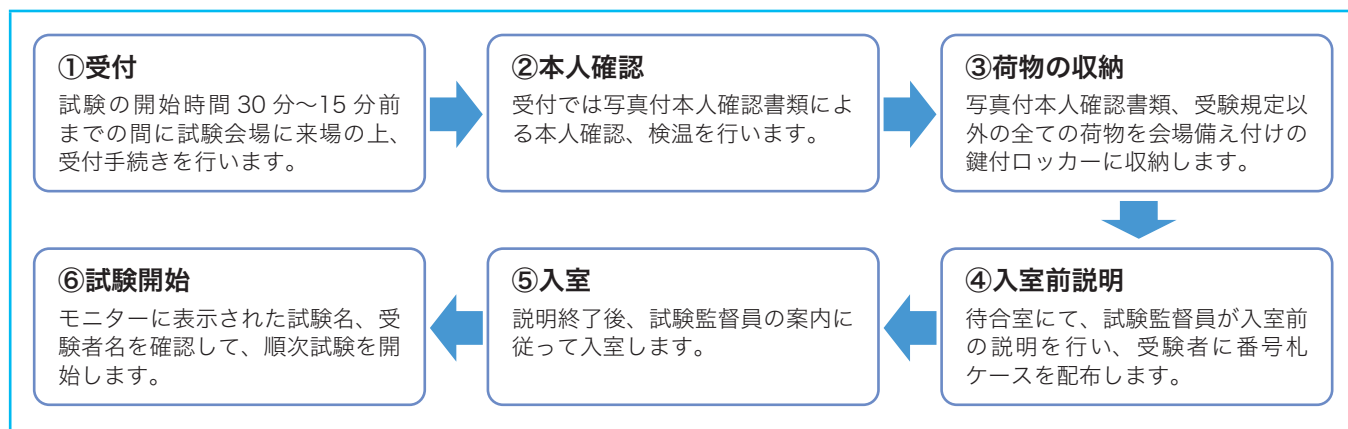 ①受付
試験の開始時間 30 分〜15 分前
までの間に試験会場に来場の上、
受付手続きを行います。
②本人確認
受付では写真付本人確認書類によ
る本人確認、検温を行います。
③荷物の収納
写真付本人確認書類、受験規定以
外の全ての荷物を会場備え付けの
鍵付ロッカーに収納します。
④入室前説明
待合室にて、試験監督員が入室前
の説明を行い、受験者に番号札
ケースを配布します。
⑤入室
説明終了後、試験監督員の案内に
従って入室します。
⑥試験開始
モニターに表示された試験名、受
験者名を確認して、順次試験を開
始します。